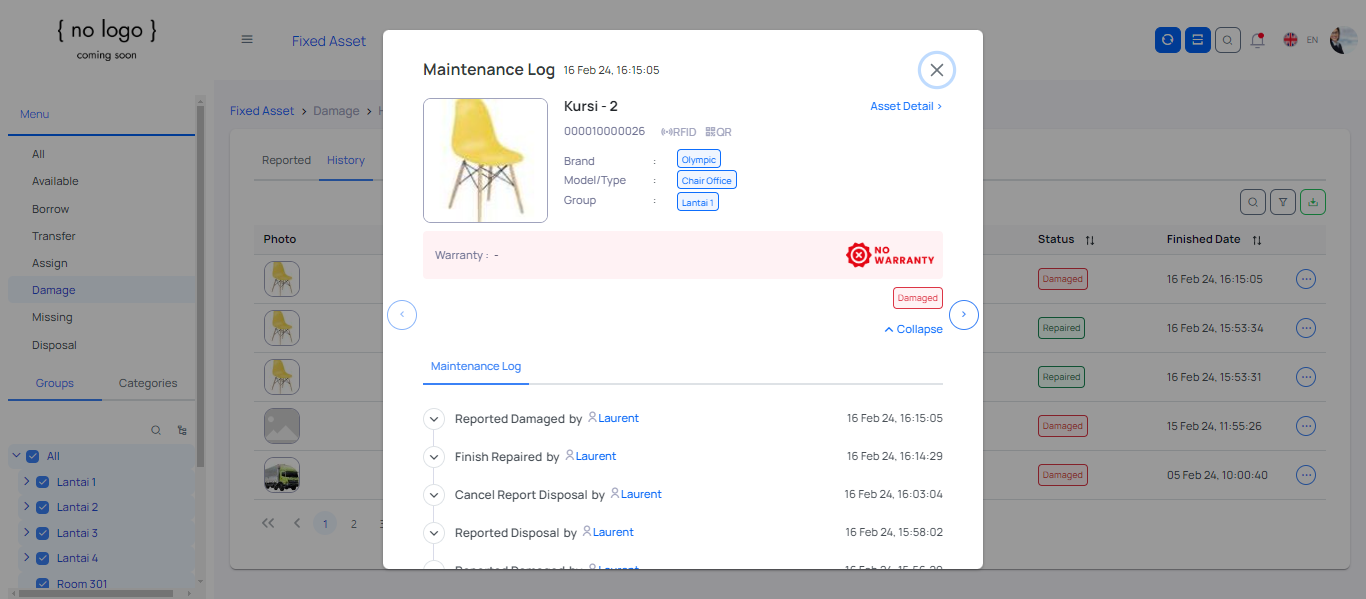 { no logo }
coming soon
Fixed Asset
EN
Menu
All
Available
Borrow
Transfer
Assign
Damage
Missing
Disposal
Groups Categories
All
Lantai 1
Lantai 2
Lantai 3
Lantai 4
Room 301
Fixed Asset > Damage >
Reported History
Photo Status Finished Date
Damaged 16 Feb 24, 16:15:05
Repaired 16 Feb 24, 15:53:34
Repaired 16 Feb 24, 15:53:31
Damaged 15 Feb 24, 11:55:26
Damaged 05 Feb 24, 10:00:40
1 2
Maintenance Log 16 Feb 24, 16:15:05
Kursi - 2 Asset Detail >
000010000026 RFID QR
Brand : Olympic
Model/Type : Chair Office
Group : Lantai 1
Warranty : - NO WARRANTY
Damaged
Collapse
Maintenance Log
Reported Damaged by Laurent 16 Feb 24, 16:15:05
Finish Repaired by Laurent 16 Feb 24, 16:14:29
Cancel Report Disposal by Laurent 16 Feb 24, 16:03:04
Reported Disposal by Laurent 16 Feb 24, 15:58:02
Reported Damaged by Laurent